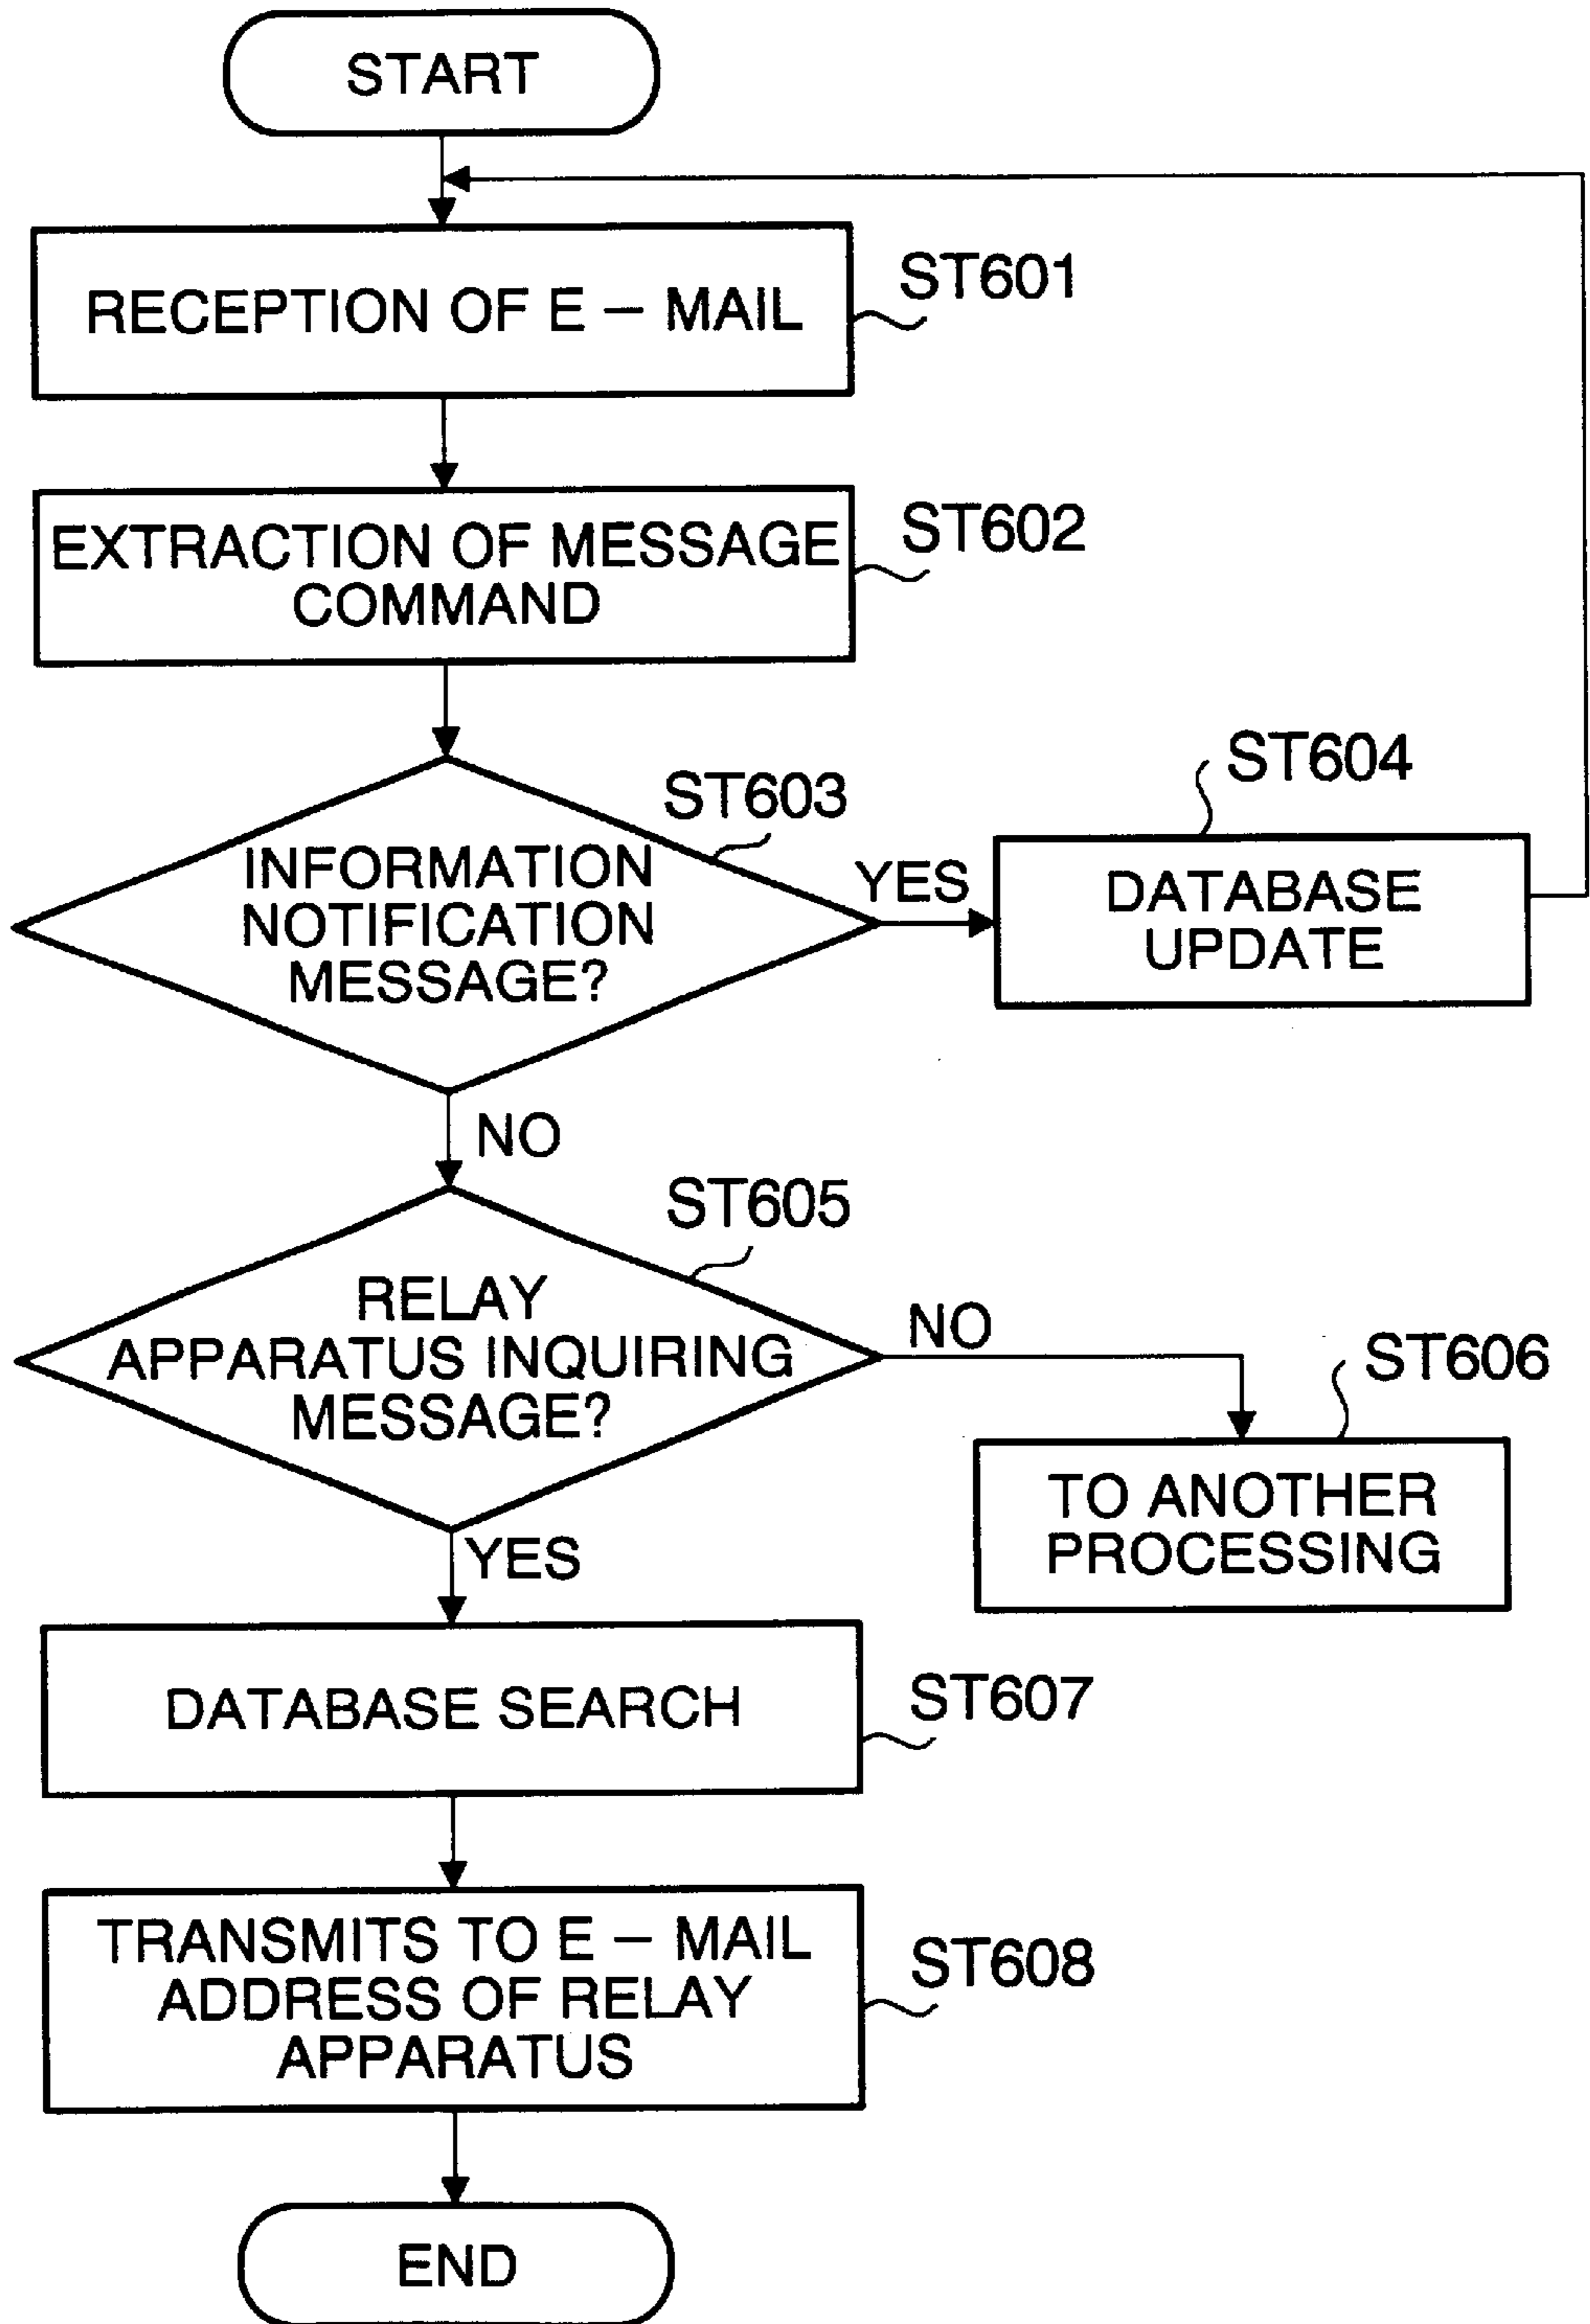 START
RECEPTION OF E – MAIL
ST601
EXTRACTION OF MESSAGE
COMMAND
ST602
ST603
INFORMATION
NOTIFICATION
MESSAGE?
YES
ST604
DATABASE
UPDATE
NO
ST605
RELAY
APPARATUS INQUIRING
MESSAGE?
NO
ST606
TO ANOTHER
PROCESSING
YES
DATABASE SEARCH
ST607
TRANSMITS TO E – MAIL
ADDRESS OF RELAY
APPARATUS
ST608
END